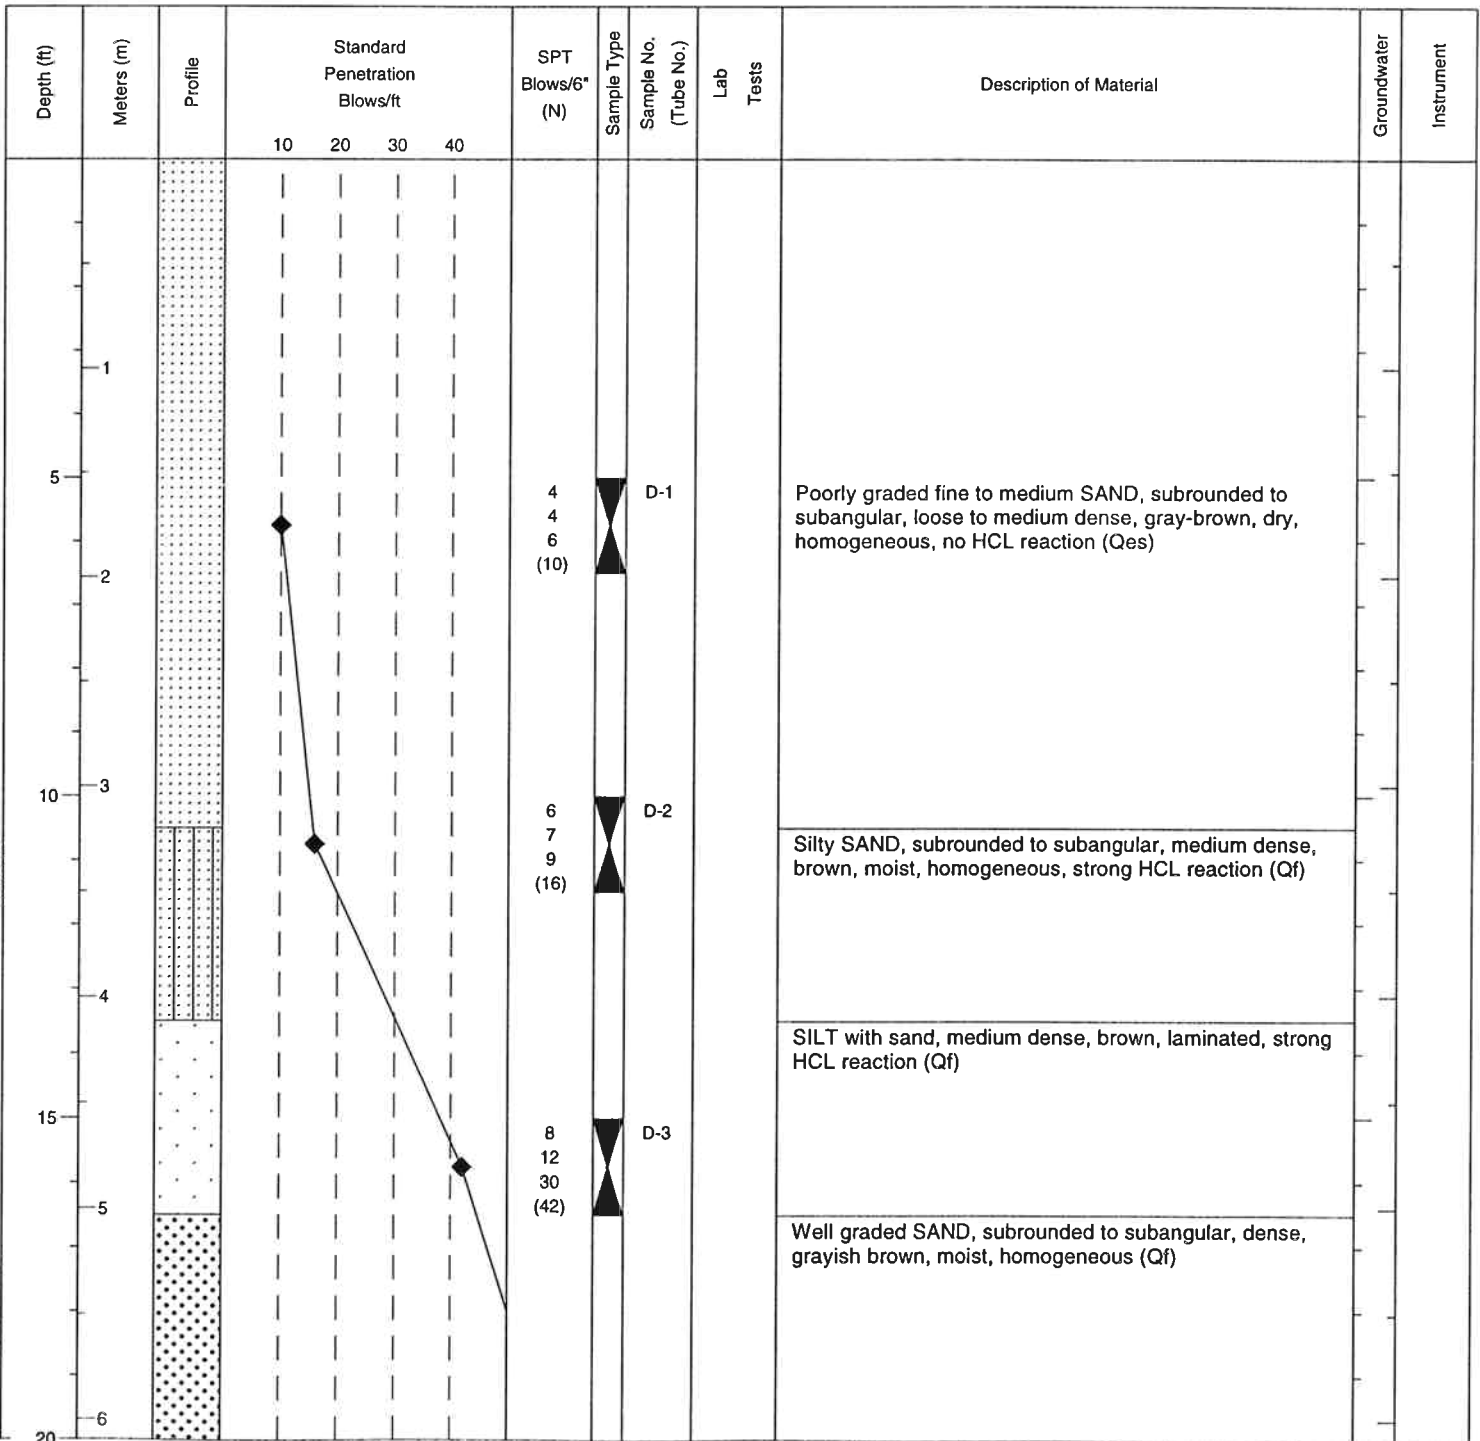 Depth (ft)
Meters (m)
Profile
Standard
Penetration
Blows/ft
10 20 30 40
SPT
Blows/6"
(N)
Sample Type
Sample No.
(Tube No.)
Lab
Tests
Description of Material
Groundwater
Instrument
1
5
4
4
6
(10)
D-1
Poorly graded fine to medium SAND, subrounded to
subangular, loose to medium dense, gray-brown, dry,
homogeneous, no HCL reaction (Qes)
2
3
10
6
7
9
(16)
D-2
Silty SAND, subrounded to subangular, medium dense,
brown, moist, homogeneous, strong HCL reaction (Qf)
4
SILT with sand, medium dense, brown, laminated, strong
HCL reaction (Qf)
15
8
12
30
(42)
D-3
5
Well graded SAND, subrounded to subangular, dense,
grayish brown, moist, homogeneous (Qf)
6
20